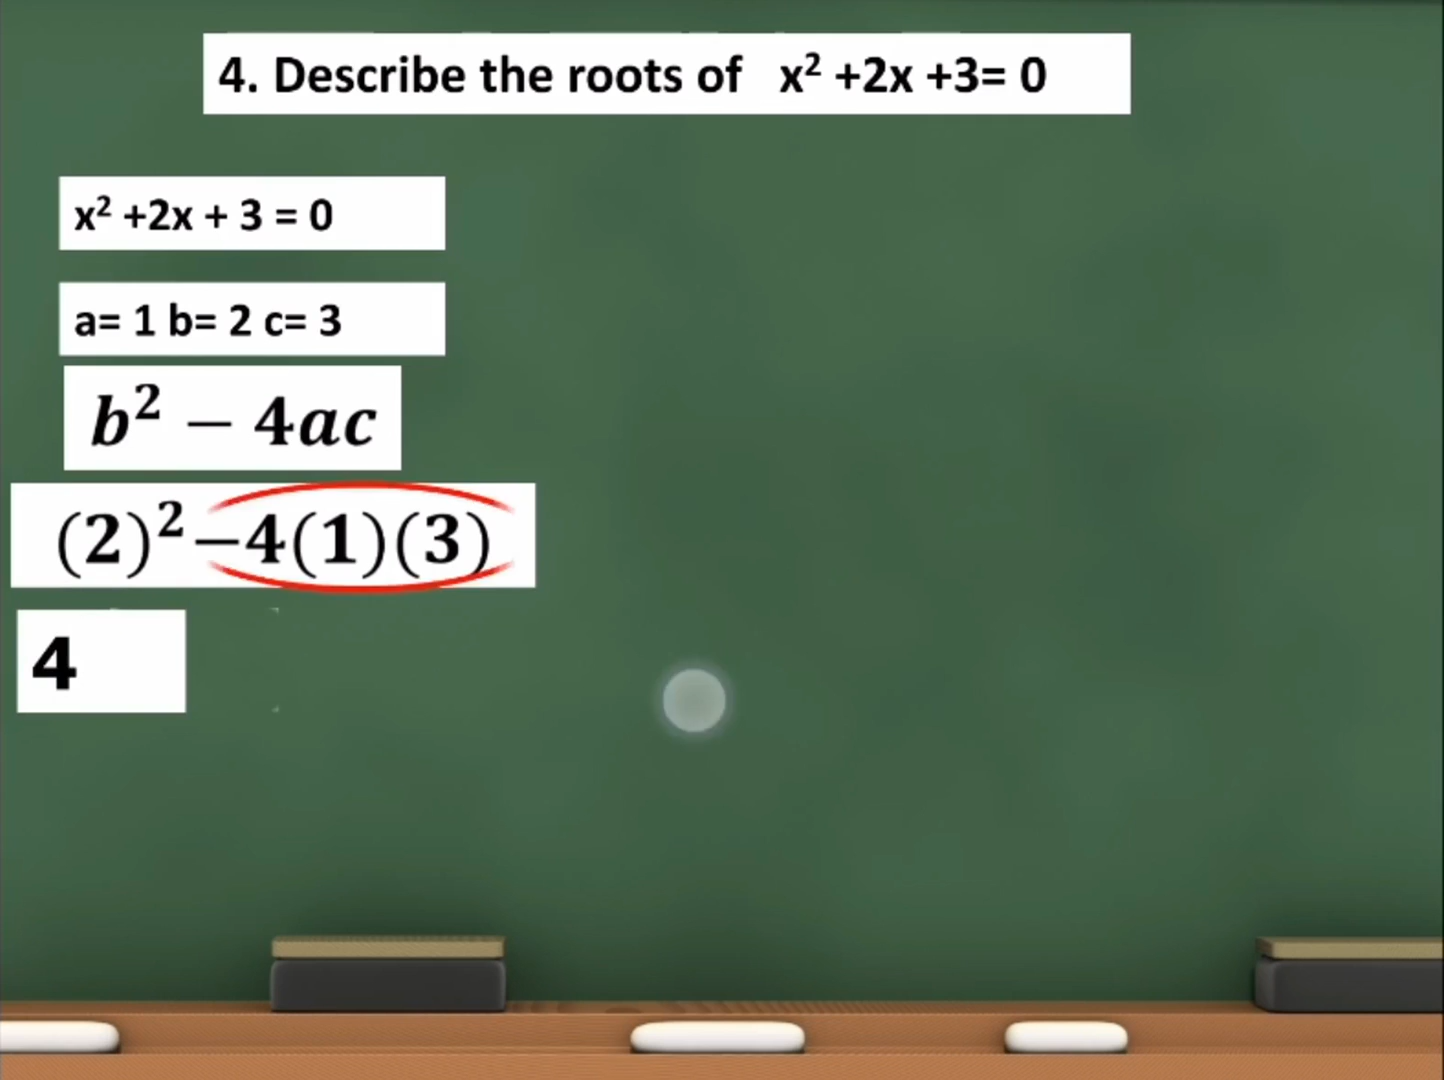 4. Describe the roots of x² +2x +3= 0
x² +2x + 3 = 0
a= 1 b= 2 c= 3
b² − 4ac
(2)²−4(1)(3)
4